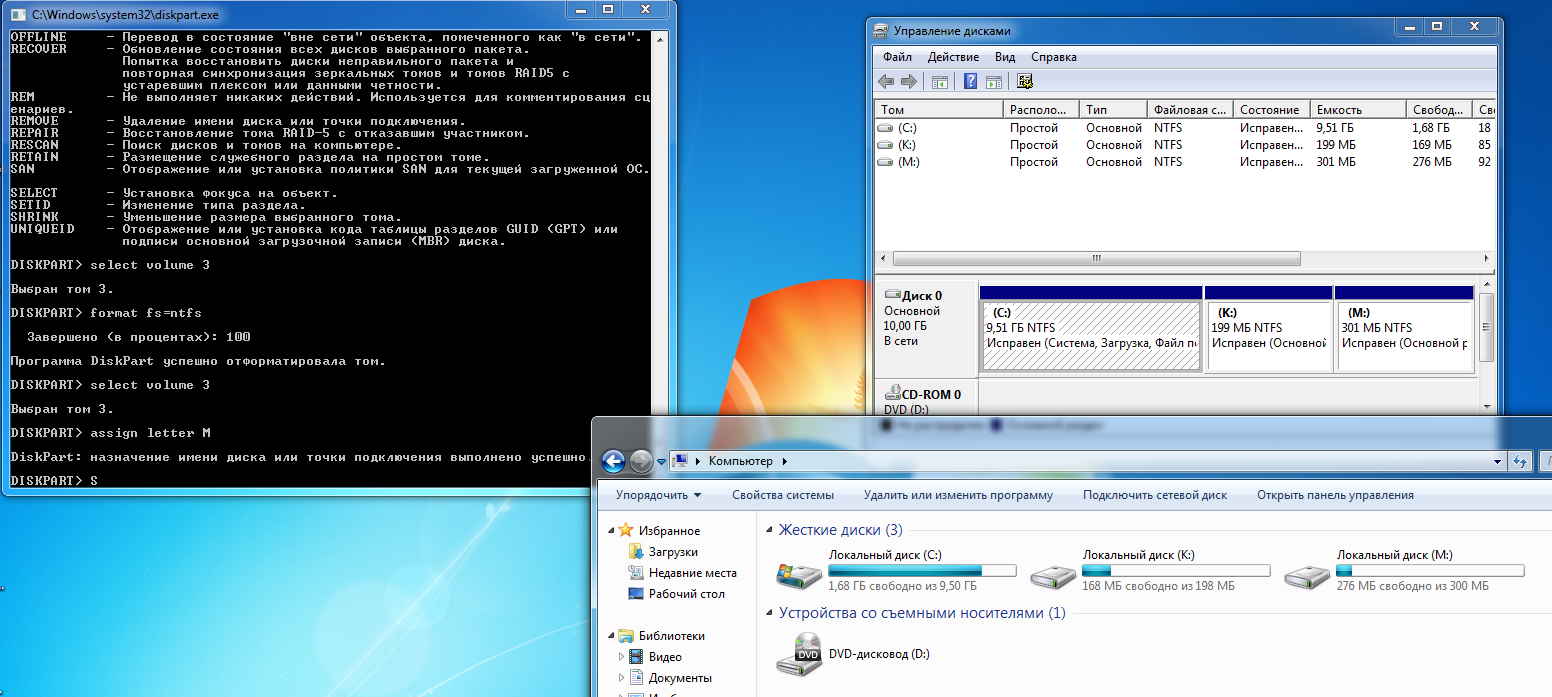 C:\Windows\system32\diskpart.exe
OFFLINE - Перевод в состояние "вне сети" объекта, помеченного как "в сети".
RECOVER - Обновление состояния всех дисков выбранного пакета.
Попытка восстановить диски неправильного пакета и
повторная синхронизация зеркальных томов и томов RAID5 с
устаревшим плексом или данными четности.
REM - Не выполняет никаких действий. Используется для комментирования сц
енариев.
REMOVE - Удаление имени диска или точки подключения.
REPAIR - Восстановление тома RAID-5 с отказавшим участником.
RESCAN - Поиск дисков и томов на компьютере.
RETAIN - Размещение служебного раздела на простом томе.
SAN - Отображение или установка политики SAN для текущей загруженной ОС.
SELECT - Установка фокуса на объект.
SETID - Изменение типа раздела.
SHRINK - Уменьшение размера выбранного тома.
UNIQUEID - Отображение или установка кода таблицы разделов GUID (GPT) или
подписи основной загрузочной записи (MBR) диска.
DISKPART> select volume 3
Выбран том 3.
DISKPART> format fs=ntfs
Завершено (в процентах): 100
Программа DiskPart успешно отформатировала том.
DISKPART> select volume 3
Выбран том 3.
DISKPART> assign letter M
DiskPart: назначение имени диска или точки подключения выполнено успешно.
DISKPART> S
Управление дисками
Файл Действие Вид Справка
Том Располо... Тип Файловая с... Состояние Емкость Свобод... Св
(C:) Простой Основной NTFS Исправен... 9,51 ГБ 1,68 ГБ 18
(K:) Простой Основной NTFS Исправен... 199 МБ 169 МБ 85
(M:) Простой Основной NTFS Исправен... 301 МБ 276 МБ 92
Диск 0
Основной
10,00 ГБ
В сети
(C:)
9,51 ГБ NTFS
Исправен (Система, Загрузка, Файл п
(K:)
199 МБ NTFS
Исправен (Основной
(M:)
301 МБ NTFS
Исправен (Основной р
CD-ROM 0
DVD (D:)
Не распределен Основной раздел
Компьютер
Упорядочить Свойства системы Удалить или изменить программу Подключить сетевой диск Открыть панель управления
Избранное
Загрузки
Недавние места
Рабочий стол
Библиотеки
Видео
Документы
Жесткие диски (3)
Локальный диск (C:)
1,68 ГБ свободно из 9,50 ГБ
Локальный диск (K:)
168 МБ свободно из 198 МБ
Локальный диск (M:)
276 МБ свободно из 300 МБ
Устройства со съемными носителями (1)
DVD
DVD-дисковод (D:)